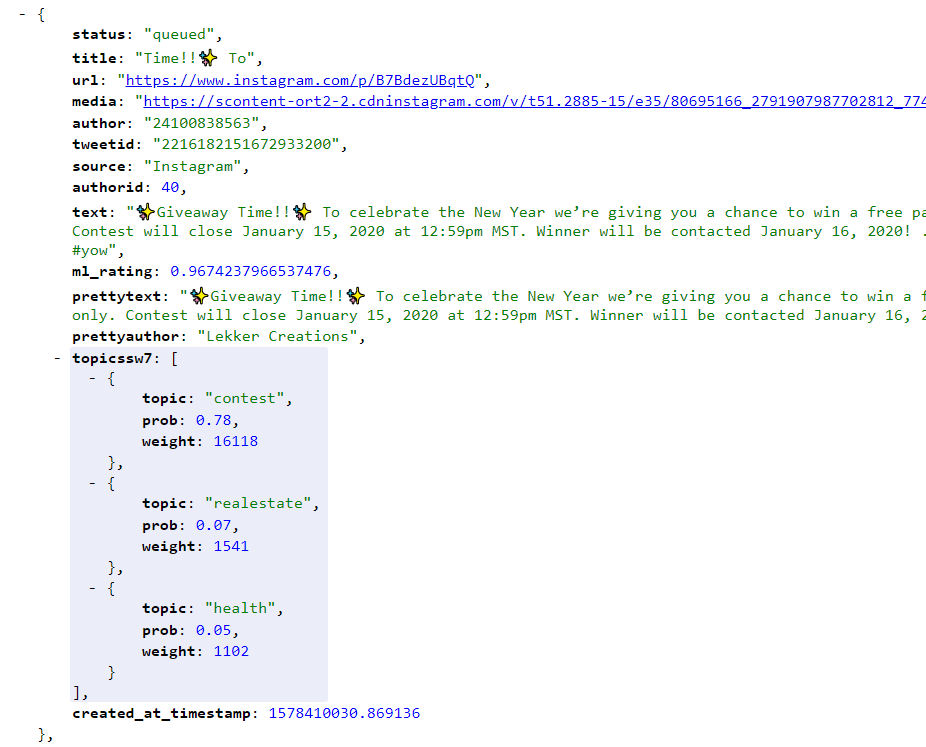 - {
status: "queued",
title: "Time!!✨ To",
url: "https://www.instagram.com/p/B7BdezUBqtQ",
media: "https://scontent-ort2-2.cdninstagram.com/v/t51.2885-15/e35/80695166_2791907987702812_774
author: "24100838563",
tweetid: "2216182151672933200",
source: "Instagram",
authorid: 40,
text: "✨Giveaway Time!!✨ To celebrate the New Year we’re giving you a chance to win a free pa
Contest will close January 15, 2020 at 12:59pm MST. Winner will be contacted January 16, 2020! .
#yow",
ml_rating: 0.9674237966537476,
prettytext: "✨Giveaway Time!!✨ To celebrate the New Year we’re giving you a chance to win a f
only. Contest will close January 15, 2020 at 12:59pm MST. Winner will be contacted January 16, 2
prettyauthor: "Lekker Creations",
- topicssw7: [
- {
topic: "contest",
prob: 0.78,
weight: 16118
},
- {
topic: "realestate",
prob: 0.07,
weight: 1541
},
- {
topic: "health",
prob: 0.05,
weight: 1102
}
],
created_at_timestamp: 1578410030.869136
},